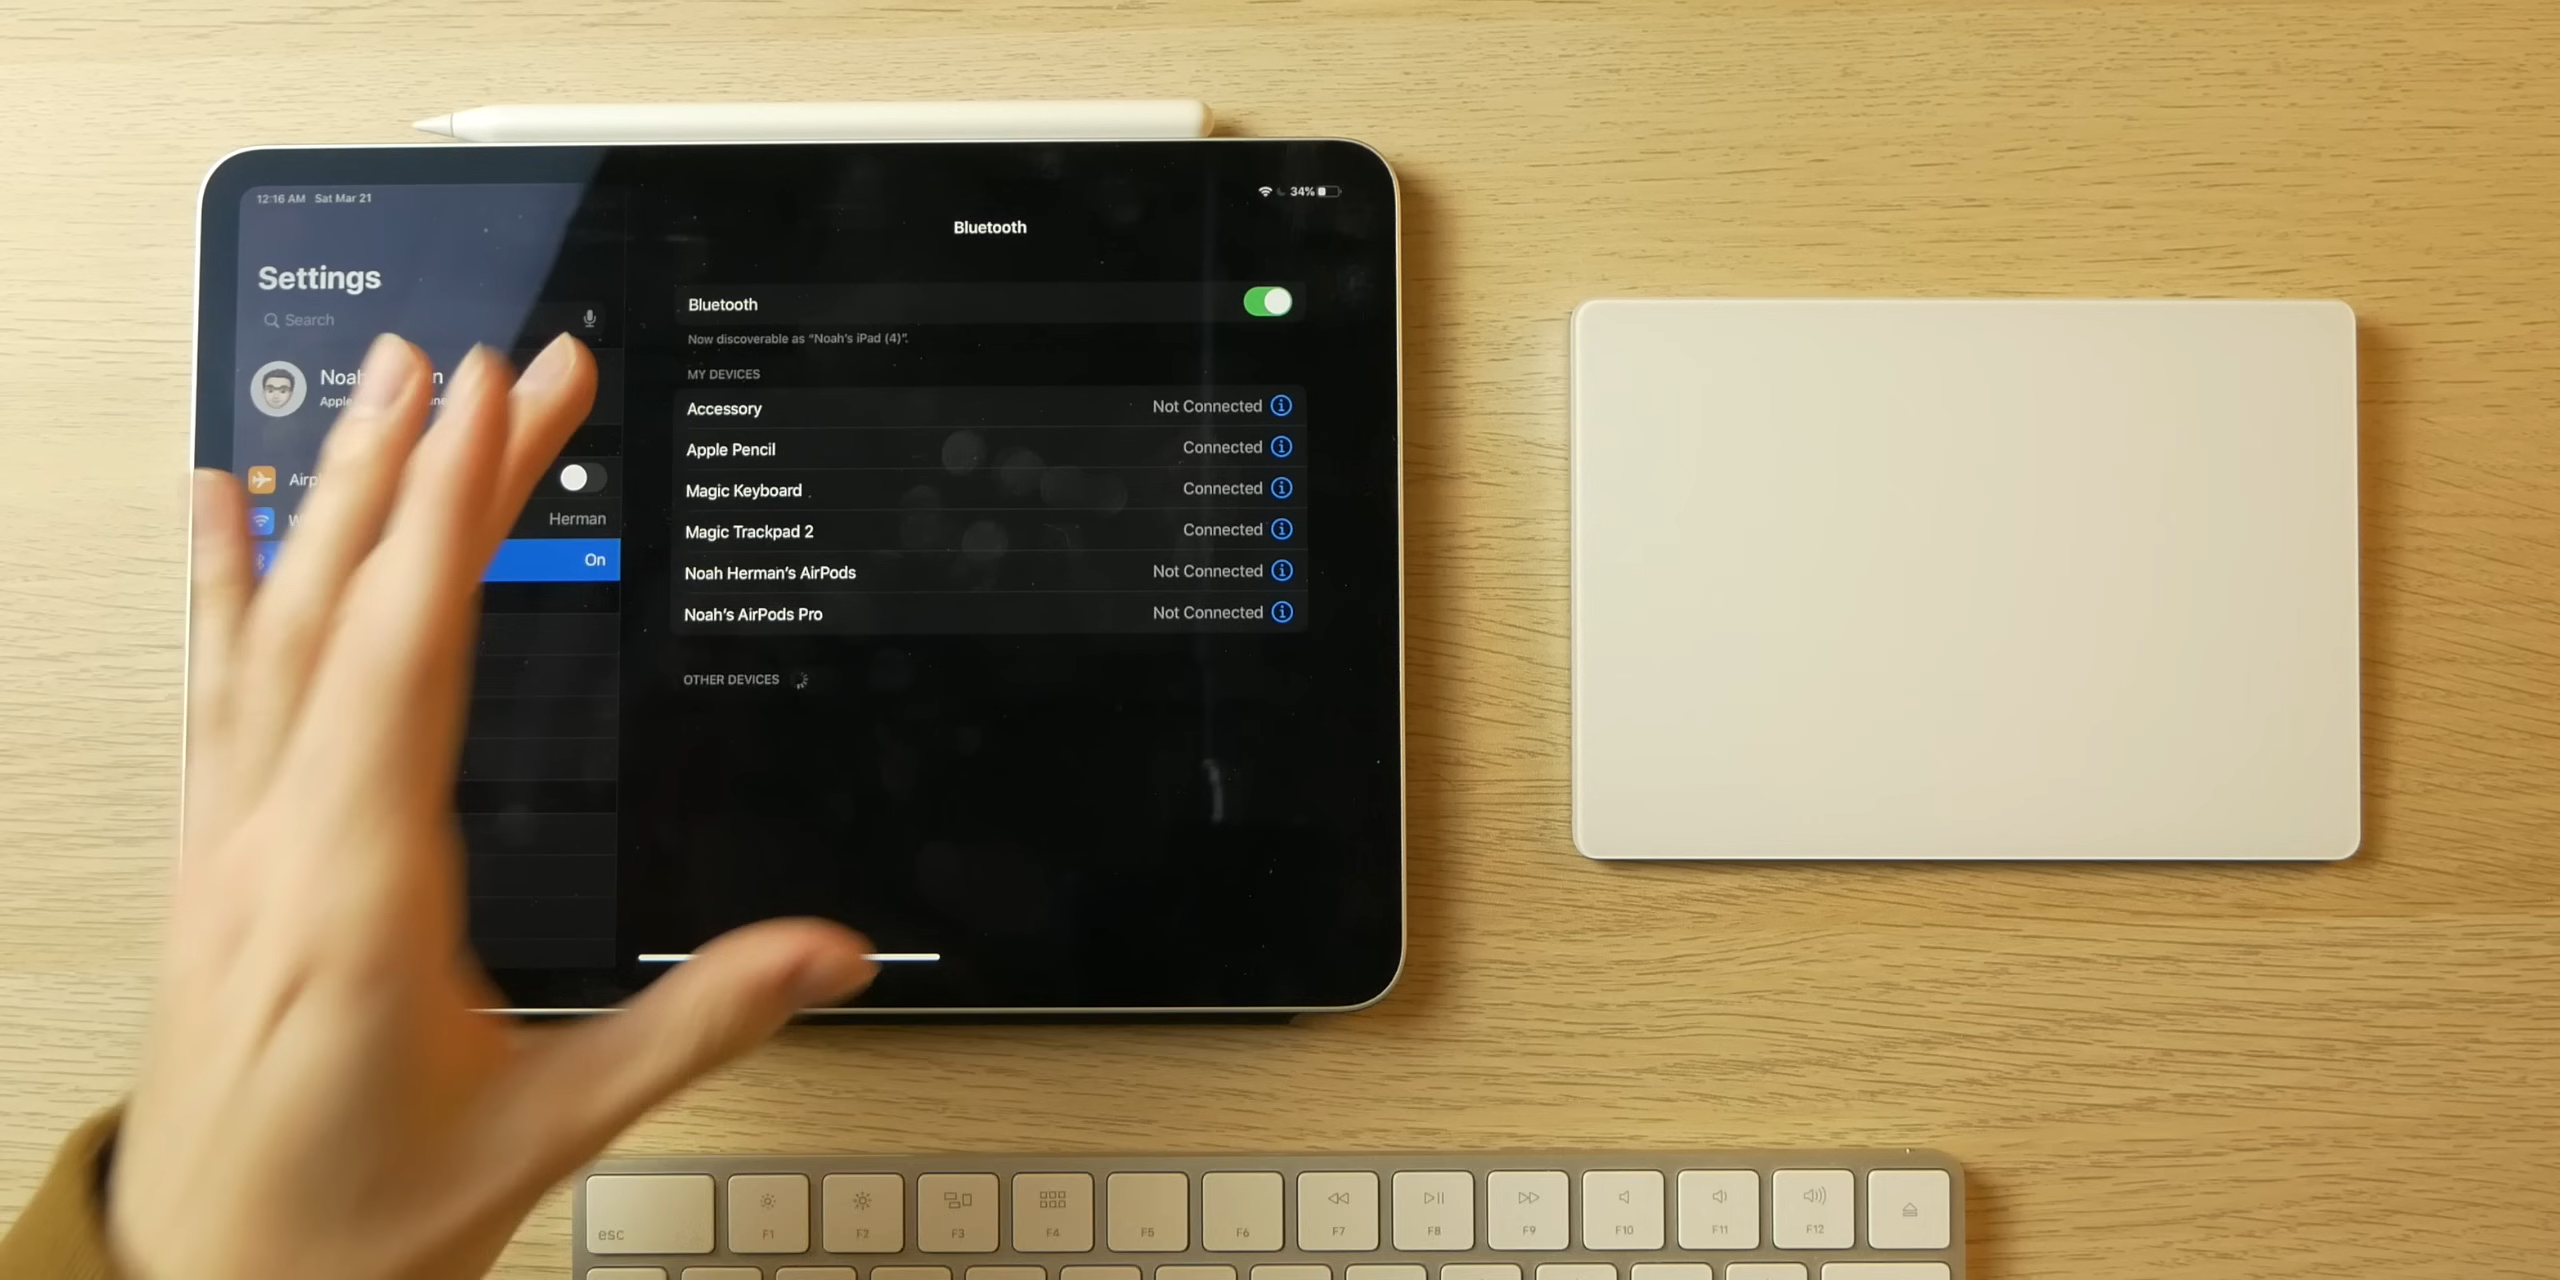 12:16 AM Sat Mar 21
34%
Settings
Search
Noah
Herman
On
Bluetooth
Bluetooth
Now discoverable as “Noah’s iPad (4)”.
MY DEVICES
Accessory Not Connected
Apple Pencil Connected
Magic Keyboard Connected
Magic Trackpad 2 Connected
Noah Herman’s AirPods Not Connected
Noah’s AirPods Pro Not Connected
OTHER DEVICES
esc F1 F2 F3 F4 F5 F6 F7 F8 F9 F10 F11 F12